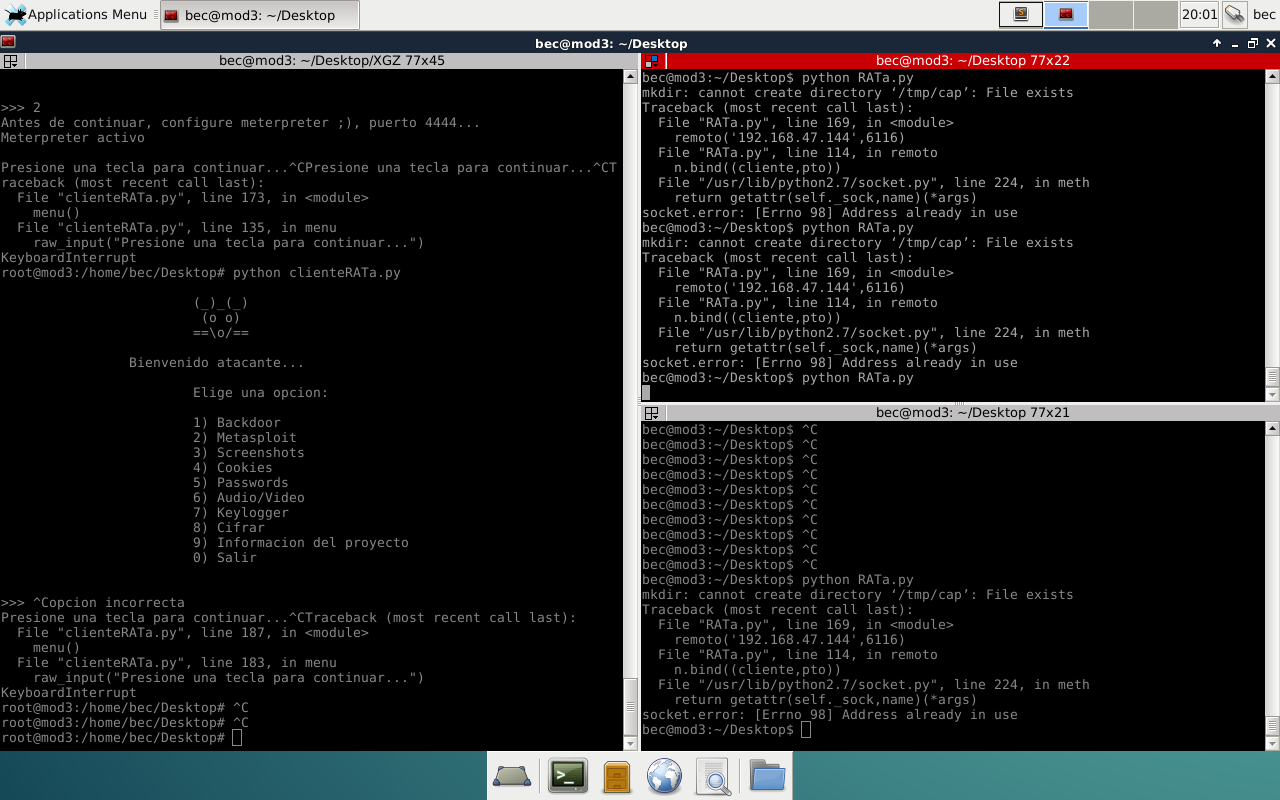 Applications Menu
bec@mod3: ~/Desktop
20:01
bec
bec@mod3: ~/Desktop
bec@mod3: ~/Desktop/XGZ 77x45
>>> 2
Antes de continuar, configure meterpreter ;), puerto 4444...
Meterpreter activo
Presione una tecla para continuar...^CPresione una tecla para continuar...^CT
raceback (most recent call last):
  File "clienteRATa.py", line 173, in <module>
    menu()
  File "clienteRATa.py", line 135, in menu
    raw_input("Presione una tecla para continuar...")
KeyboardInterrupt
root@mod3:/home/bec/Desktop# python clienteRATa.py
(_)_(_)
(o o)
==\o/==
Bienvenido atacante...
Elige una opcion:
1) Backdoor
2) Metasploit
3) Screenshots
4) Cookies
5) Passwords
6) Audio/Video
7) Keylogger
8) Cifrar
9) Informacion del proyecto
0) Salir
>>> ^Copcion incorrecta
Presione una tecla para continuar...^CTraceback (most recent call last):
  File "clienteRATa.py", line 187, in <module>
    menu()
  File "clienteRATa.py", line 183, in menu
    raw_input("Presione una tecla para continuar...")
KeyboardInterrupt
root@mod3:/home/bec/Desktop# ^C
root@mod3:/home/bec/Desktop# ^C
root@mod3:/home/bec/Desktop#
bec@mod3: ~/Desktop 77x22
bec@mod3:~/Desktop$ python RATa.py
mkdir: cannot create directory ‘/tmp/cap’: File exists
Traceback (most recent call last):
  File "RATa.py", line 169, in <module>
    remoto('192.168.47.144',6116)
  File "RATa.py", line 114, in remoto
    n.bind((cliente,pto))
  File "/usr/lib/python2.7/socket.py", line 224, in meth
    return getattr(self._sock,name)(*args)
socket.error: [Errno 98] Address already in use
bec@mod3:~/Desktop$ python RATa.py
mkdir: cannot create directory ‘/tmp/cap’: File exists
Traceback (most recent call last):
  File "RATa.py", line 169, in <module>
    remoto('192.168.47.144',6116)
  File "RATa.py", line 114, in remoto
    n.bind((cliente,pto))
  File "/usr/lib/python2.7/socket.py", line 224, in meth
    return getattr(self._sock,name)(*args)
socket.error: [Errno 98] Address already in use
bec@mod3:~/Desktop$ python RATa.py
bec@mod3: ~/Desktop 77x21
bec@mod3:~/Desktop$ ^C
bec@mod3:~/Desktop$ ^C
bec@mod3:~/Desktop$ ^C
bec@mod3:~/Desktop$ ^C
bec@mod3:~/Desktop$ ^C
bec@mod3:~/Desktop$ ^C
bec@mod3:~/Desktop$ ^C
bec@mod3:~/Desktop$ ^C
bec@mod3:~/Desktop$ ^C
bec@mod3:~/Desktop$ ^C
bec@mod3:~/Desktop$ python RATa.py
mkdir: cannot create directory ‘/tmp/cap’: File exists
Traceback (most recent call last):
  File "RATa.py", line 169, in <module>
    remoto('192.168.47.144',6116)
  File "RATa.py", line 114, in remoto
    n.bind((cliente,pto))
  File "/usr/lib/python2.7/socket.py", line 224, in meth
    return getattr(self._sock,name)(*args)
socket.error: [Errno 98] Address already in use
bec@mod3:~/Desktop$